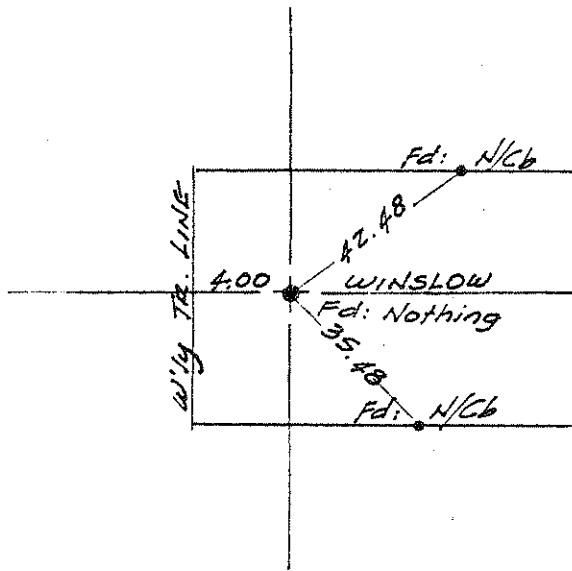 Fd: N/Cb
42.48
W'ly TR. LINE
4.00 WINSLOW
Fd: Nothing
35.48
Fd: N/Cb